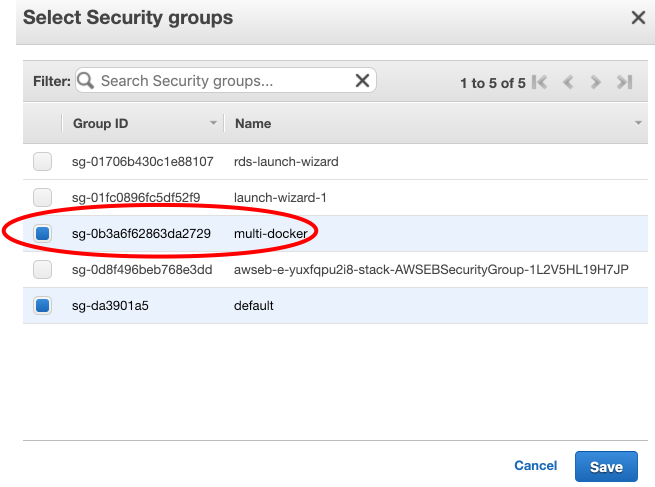 Select Security groups
Filter: Search Security groups... 1 to 5 of 5
Group ID Name
sg-01706b430c1e88107 rds-launch-wizard
sg-01fc0896fc5df52f9 launch-wizard-1
sg-0b3a6f62863da2729 multi-docker
sg-0d8f496beb768e3dd awseb-e-yuxfqpu2i8-stack-AWSEBSecurityGroup-1L2V5HL19H7JP
sg-da3901a5 default
Cancel Save